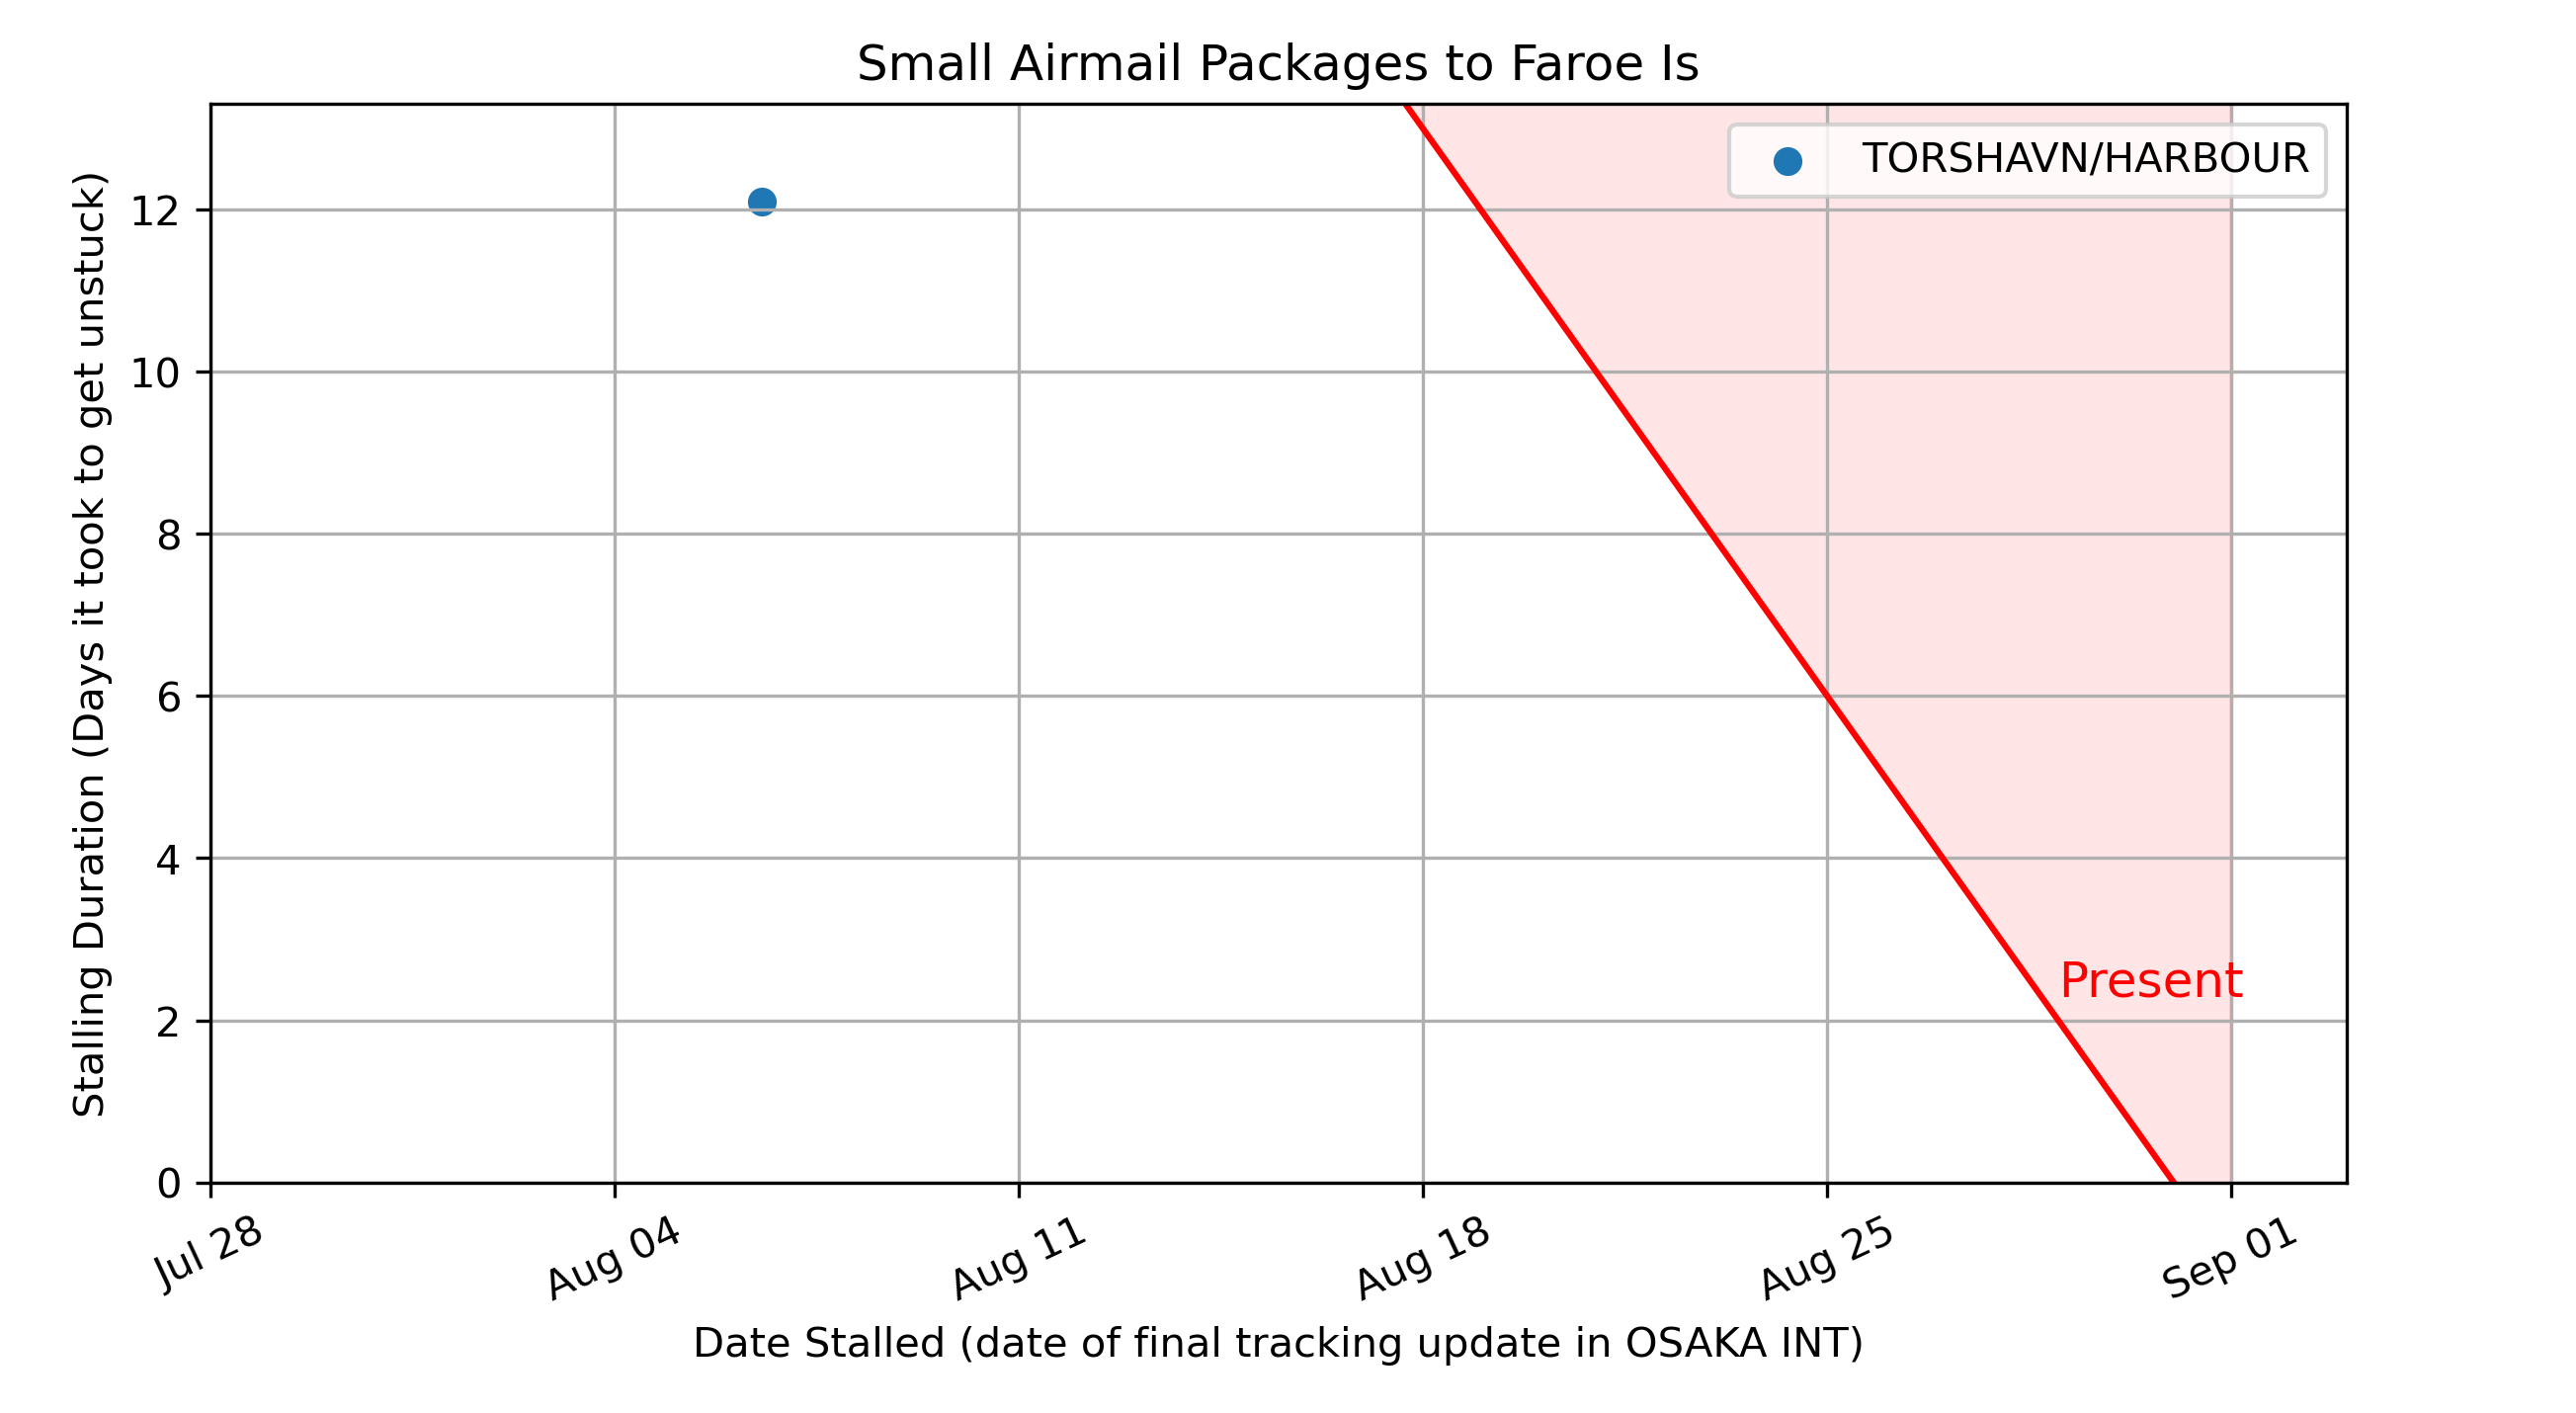 Small Airmail Packages to Faroe Is
TORSHAVN/HARBOUR
Stalling Duration (Days it took to get unstuck)
12
10
8
6
4
2
0
Present
Jul 28
Aug 04
Aug 11
Aug 18
Aug 25
Sep 01
Date Stalled (date of final tracking update in OSAKA INT)